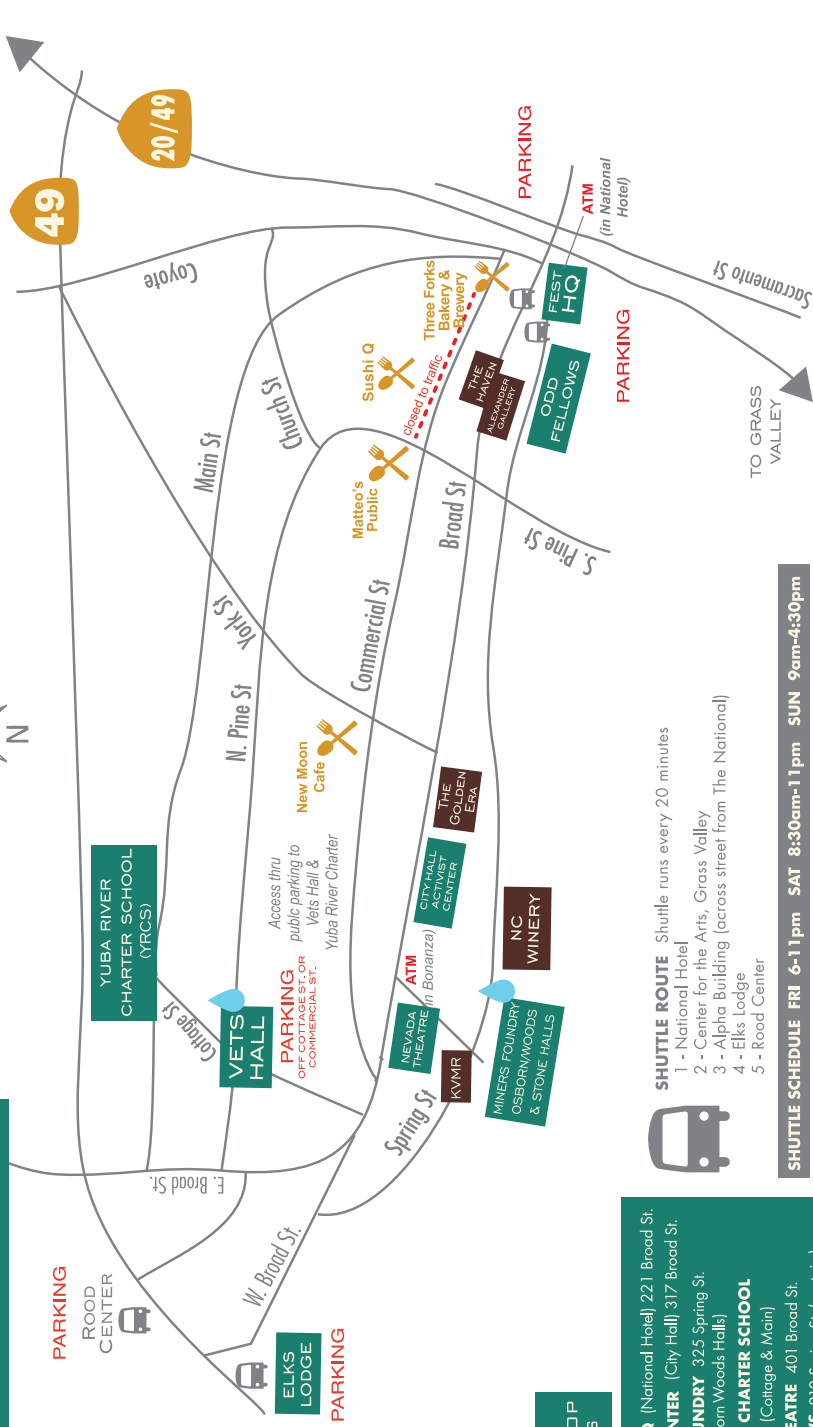 49
20/49
N
Coyote
Church St
Main St
York St
N. Pine St
Commercial St
Broad St
S. Pine St
Sacramento St
Cottage St
E. Broad St.
W. Broad St.
Spring St
PARKING
ROOD
CENTER
ELKS
LODGE
PARKING
YUBA RIVER
CHARTER SCHOOL
(YRCS)
VETS
HALL
PARKING
OFF COTTAGE ST. OR
COMMERCIAL ST.
Access thru
publc parking to
Vets Hall &
Yuba River Charter
New Moon
Cafe
Matteo's
Public
Sushi Q
Three Forks
Bakery &
Brewery
closed to traffic
ATM
(in Bonanza)
NEVADA
THEATRE
KVMR
MINERS FOUNDRY
OSBORN/WOODS
& STONE HALLS
NC
WINERY
CITY HALL
ACTIVIST
CENTER
THE
GOLDEN
ERA
THE
HAVEN
ALEXANDER
GALLERY
ODD
FELLOWS
FEST
HQ
ATM
(in National
Hotel)
PARKING
PARKING
TO GRASS
VALLEY
SHUTTLE ROUTE Shuttle runs every 20 minutes
1 - National Hotel
2 - Center for the Arts, Grass Valley
3 - Alpha Building (across street from The National)
4 - Elks Lodge
5 - Rood Center
SHUTTLE SCHEDULE FRI 6-11pm SAT 8:30am-11pm SUN 9am-4:30pm
(National Hotel) 221 Broad St.
NTER (City Hall) 317 Broad St.
UNDRY 325 Spring St.
orn Woods Halls)
CHARTER SCHOOL
(Cottage & Main)
EATRE 401 Broad St.
OP